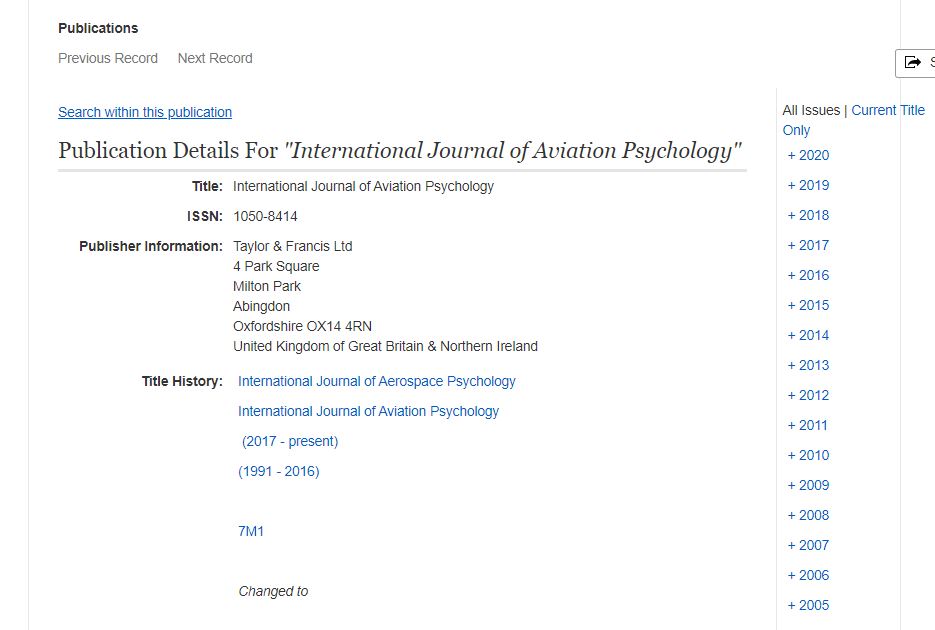 Publications
Previous Record Next Record
Search within this publication
Publication Details For "International Journal of Aviation Psychology"
Title: International Journal of Aviation Psychology
ISSN: 1050-8414
Publisher Information: Taylor & Francis Ltd
4 Park Square
Milton Park
Abingdon
Oxfordshire OX14 4RN
United Kingdom of Great Britain & Northern Ireland
Title History: International Journal of Aerospace Psychology
International Journal of Aviation Psychology
(2017 - present)
(1991 - 2016)
7M1
Changed to
All Issues | Current Title
Only
+ 2020
+ 2019
+ 2018
+ 2017
+ 2016
+ 2015
+ 2014
+ 2013
+ 2012
+ 2011
+ 2010
+ 2009
+ 2008
+ 2007
+ 2006
+ 2005